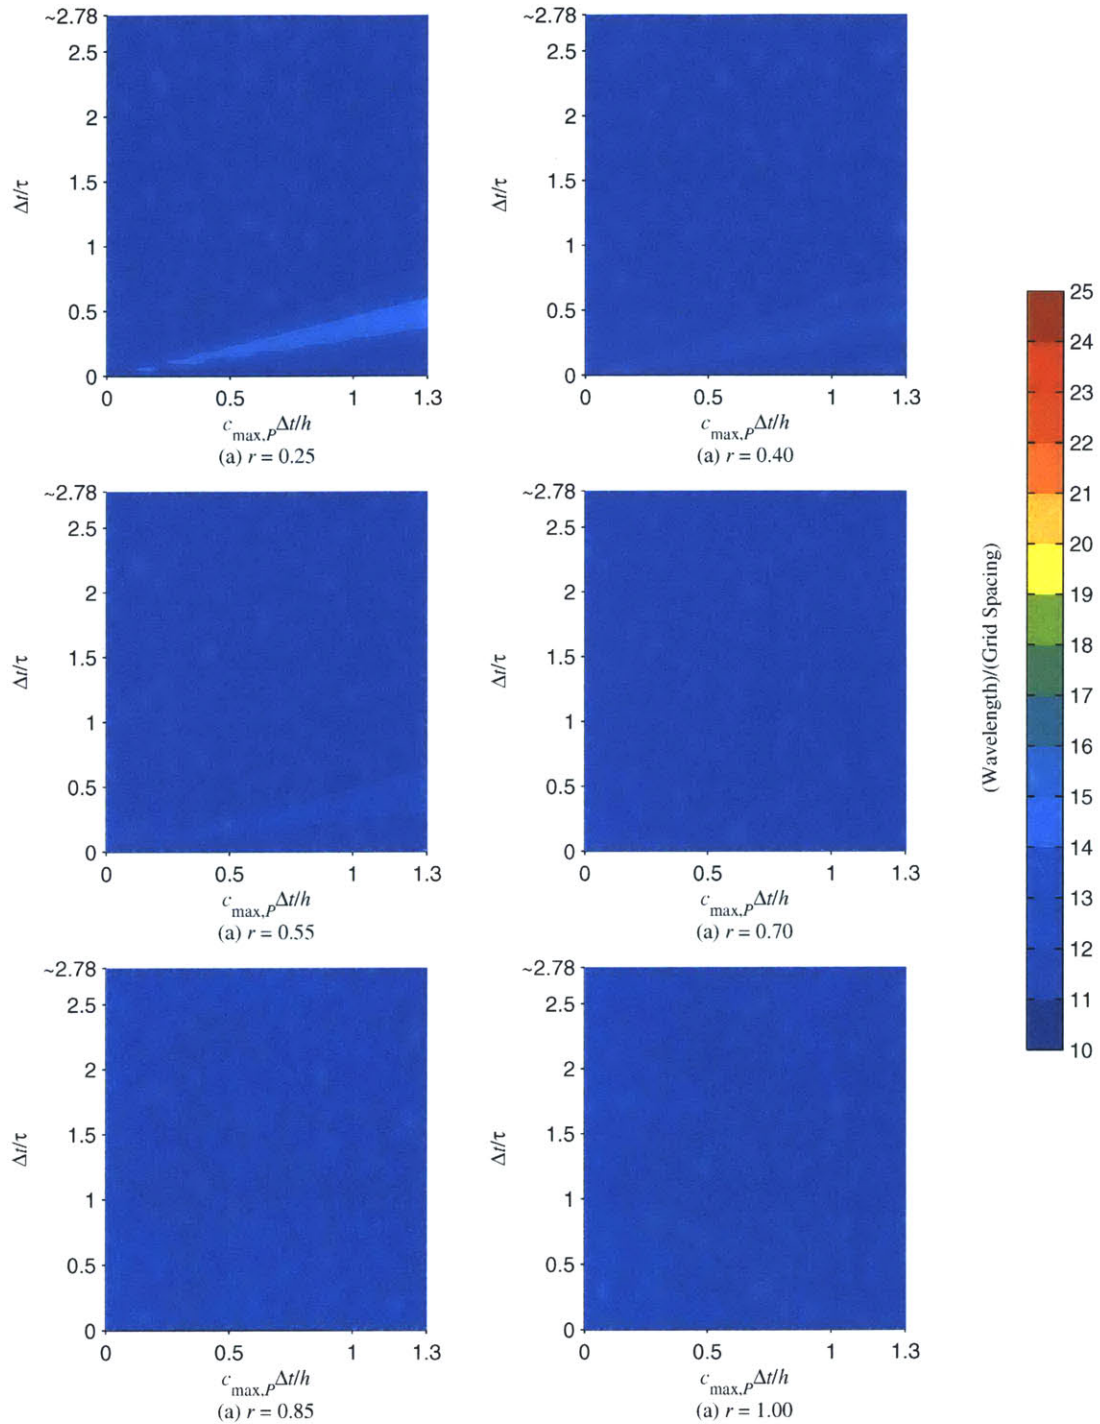 ~2.78
2.5
2
1.5
1
0.5
0
Δt/τ
0 0.5 1 1.3
c_max,P Δt/h
(a) r = 0.25
~2.78
2.5
2
1.5
1
0.5
0
Δt/τ
0 0.5 1 1.3
c_max,P Δt/h
(a) r = 0.40
~2.78
2.5
2
1.5
1
0.5
0
Δt/τ
0 0.5 1 1.3
c_max,P Δt/h
(a) r = 0.55
~2.78
2.5
2
1.5
1
0.5
0
Δt/τ
0 0.5 1 1.3
c_max,P Δt/h
(a) r = 0.70
~2.78
2.5
2
1.5
1
0.5
0
Δt/τ
0 0.5 1 1.3
c_max,P Δt/h
(a) r = 0.85
~2.78
2.5
2
1.5
1
0.5
0
Δt/τ
0 0.5 1 1.3
c_max,P Δt/h
(a) r = 1.00
(Wavelength)/(Grid Spacing)
25
24
23
22
21
20
19
18
17
16
15
14
13
12
11
10